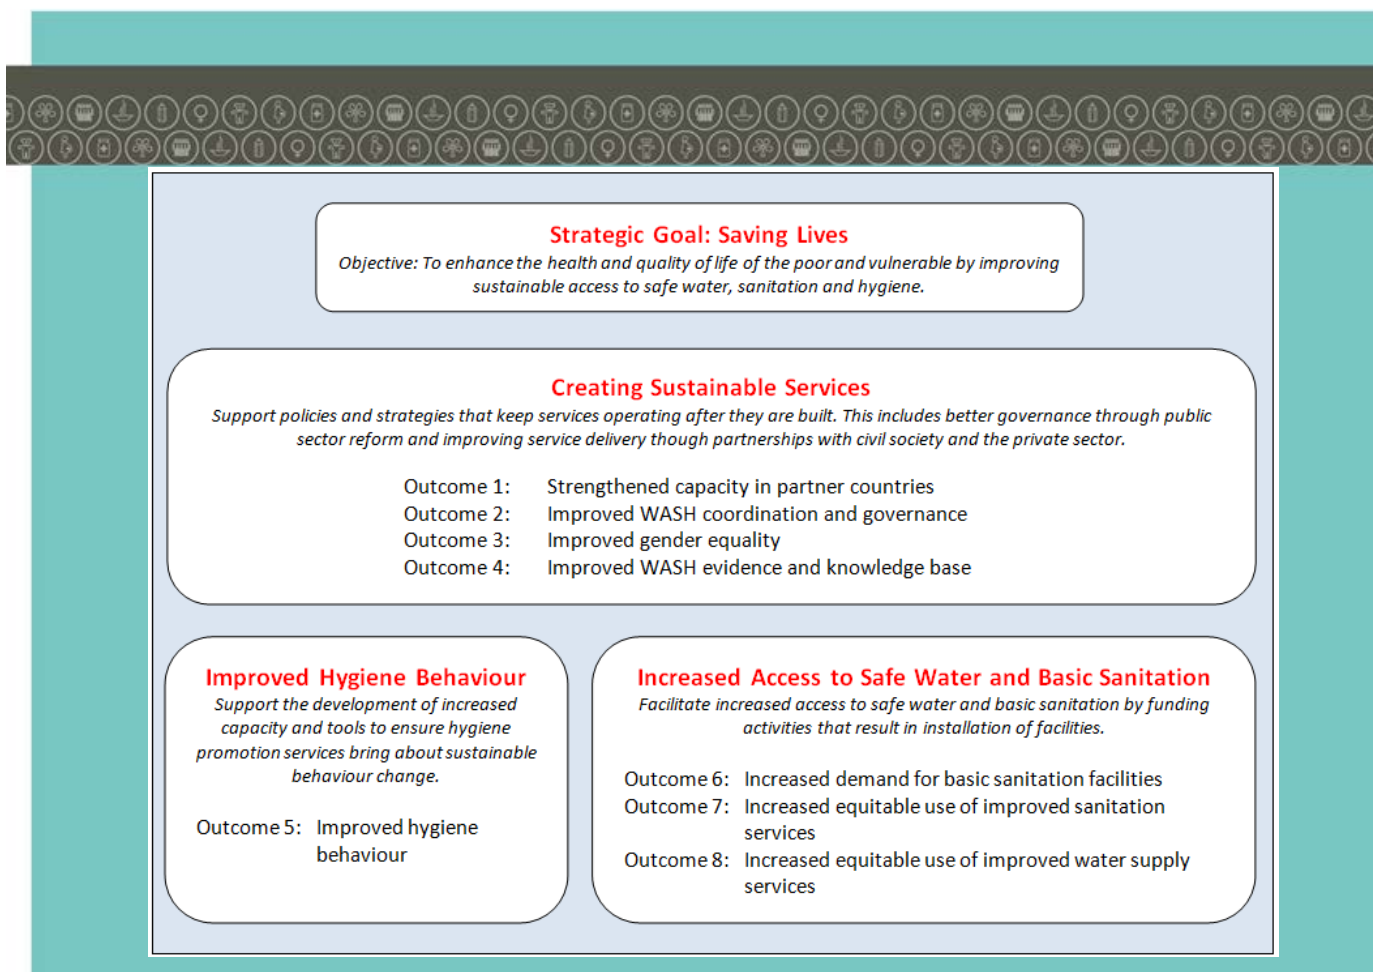 Strategic Goal: Saving Lives
Objective: To enhance the health and quality of life of the poor and vulnerable by improving
sustainable access to safe water, sanitation and hygiene.
Creating Sustainable Services
Support policies and strategies that keep services operating after they are built. This includes better governance through public
sector reform and improving service delivery though partnerships with civil society and the private sector.
Outcome 1: Strengthened capacity in partner countries
Outcome 2: Improved WASH coordination and governance
Outcome 3: Improved gender equality
Outcome 4: Improved WASH evidence and knowledge base
Improved Hygiene Behaviour
Support the development of increased
capacity and tools to ensure hygiene
promotion services bring about sustainable
behaviour change.
Outcome 5: Improved hygiene
behaviour
Increased Access to Safe Water and Basic Sanitation
Facilitate increased access to safe water and basic sanitation by funding
activities that result in installation of facilities.
Outcome 6: Increased demand for basic sanitation facilities
Outcome 7: Increased equitable use of improved sanitation
services
Outcome 8: Increased equitable use of improved water supply
services